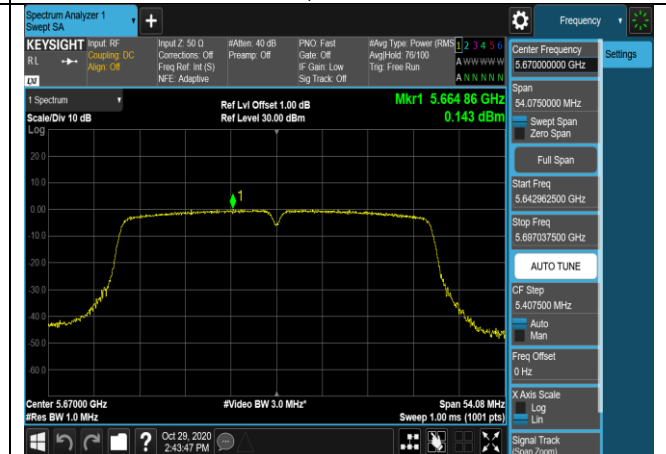 Spectrum Analyzer 1
Swept SA
+
Frequency
KEYSIGHT
RL
LXI
Input: RF
Coupling: DC
Align: Off
Input Z: 50 Ω
Corrections: Off
Freq Ref: Int (S)
NFE: Adaptive
#Atten: 40 dB
Preamp: Off
PNO: Fast
Gate: Off
IF Gain: Low
Sig Track: Off
#Avg Type: Power (RMS
Avg|Hold: 76/100
Trig: Free Run
1 2 3 4 5 6
A W W W W W
A N N N N N
1 Spectrum
Scale/Div 10 dB
Log
Ref Lvl Offset 1.00 dB
Ref Level 30.00 dBm
Mkr1 5.664 86 GHz
0.143 dBm
20.0
10.0
0.00
-10.0
-20.0
-30.0
-40.0
-50.0
-60.0
1
Center 5.67000 GHz
#Res BW 1.0 MHz
#Video BW 3.0 MHz*
Span 54.08 MHz
Sweep 1.00 ms (1001 pts)
Center Frequency
5.670000000 GHz
Settings
Span
54.0750000 MHz
Swept Span
Zero Span
Full Span
Start Freq
5.642962500 GHz
Stop Freq
5.697037500 GHz
AUTO TUNE
CF Step
5.407500 MHz
Auto
Man
Freq Offset
0 Hz
X Axis Scale
Log
Lin
Signal Track
(Span Zoom)
?
Oct 29, 2020
2:43:47 PM